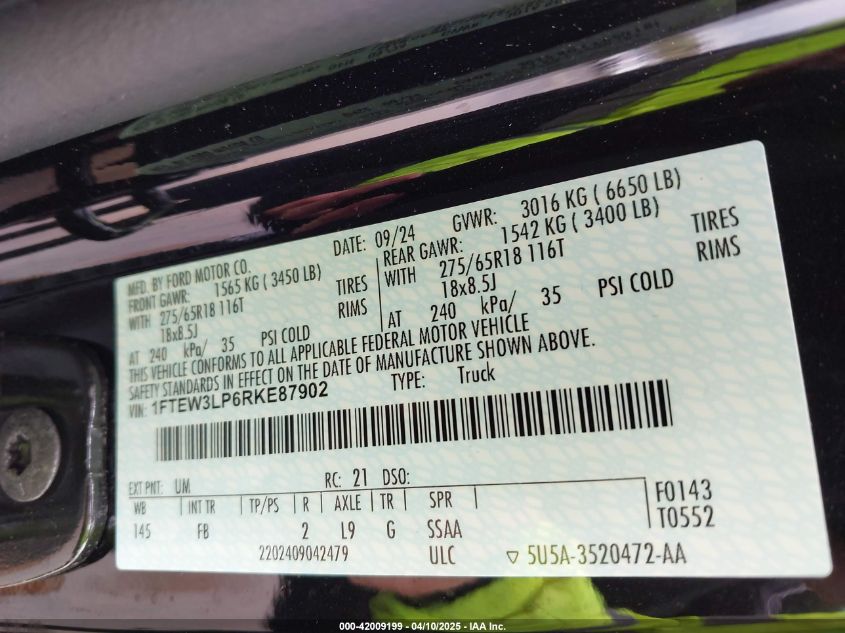 MFD. BY FORD MOTOR CO. DATE: 09/24 GVWR: 3016 KG ( 6650 LB)
FRONT GAWR: 1565 KG ( 3450 LB) REAR GAWR: 1542 KG ( 3400 LB)
WITH 275/65R18 116T TIRES WITH 275/65R18 116T TIRES
18x8.5J RIMS 18x8.5J RIMS
AT 240 kPa/ 35 PSI COLD AT 240 kPa/ 35 PSI COLD
THIS VEHICLE CONFORMS TO ALL APPLICABLE FEDERAL MOTOR VEHICLE
SAFETY STANDARDS IN EFFECT ON THE DATE OF MANUFACTURE SHOWN ABOVE.
VIN: 1FTEW3LP6RKE87902 TYPE: Truck
EXT PNT: UM RC: 21 DSO:
WB INT TR TP/PS R AXLE TR SPR F0143
145 FB 2 L9 G SSAA T0552
2202409042479 ULC ▽ 5U5A-3520472-AA
000-42009199 - 04/10/2025 - IAA Inc.